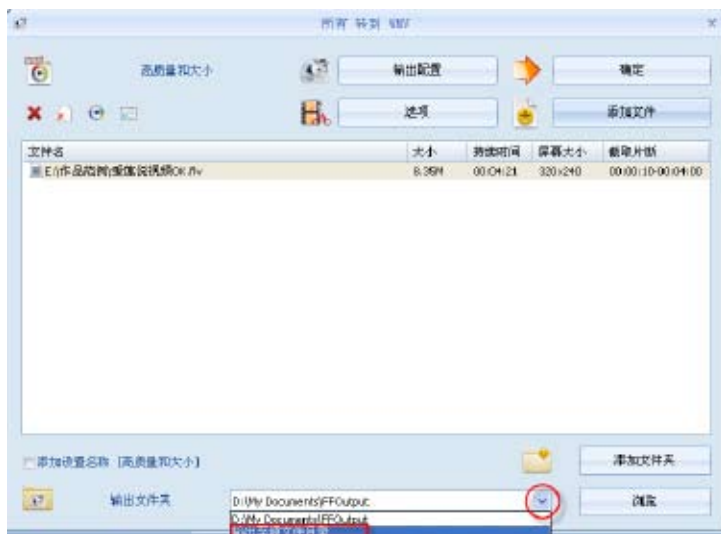 所有 转到 WMV
高质量和大小
输出配置
确定
选项
添加文件
文件名 大小 持续时间 屏幕大小 截取片断
8.35M 00:04:21 320x240 00:00:10-00:04:00
添加设置名称 [高质量和大小]
添加文件夹
输出文件夹
D:\My Documents\FFOutput
浏览
D:\My Documents\FFOutput